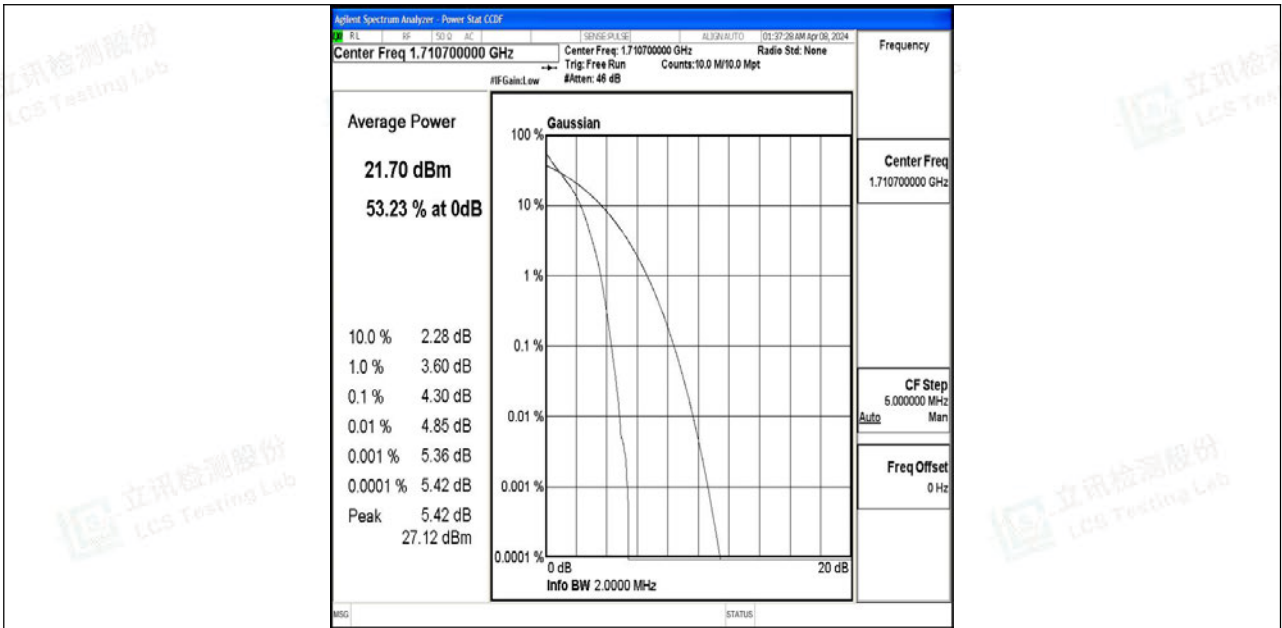 Agilent Spectrum Analyzer - Power Stat CCDF
RL RF 50 Ω AC SENSE:PULSE ALIGNAUTO 01:37:28 AM Apr 08, 2024
Center Freq 1.710700000 GHz
Center Freq: 1.710700000 GHz Radio Std: None
Trig: Free Run Counts:10.0 M/10.0 Mpt
#IFGain:Low #Atten: 46 dB
Frequency
Average Power
21.70 dBm
53.23 % at 0dB
10.0 % 2.28 dB
1.0 % 3.60 dB
0.1 % 4.30 dB
0.01 % 4.85 dB
0.001 % 5.36 dB
0.0001 % 5.42 dB
Peak 5.42 dB
27.12 dBm
Gaussian
100 %
10 %
1 %
0.1 %
0.01 %
0.001 %
0.0001 %
0 dB 20 dB
Info BW 2.0000 MHz
Center Freq
1.710700000 GHz
CF Step
5.000000 MHz
Auto Man
Freq Offset
0 Hz
MSG STATUS
立讯检测股份
LCS Testing Lab
立讯检测股份
LCS Testing Lab
立讯检测股份
LCS Testing Lab